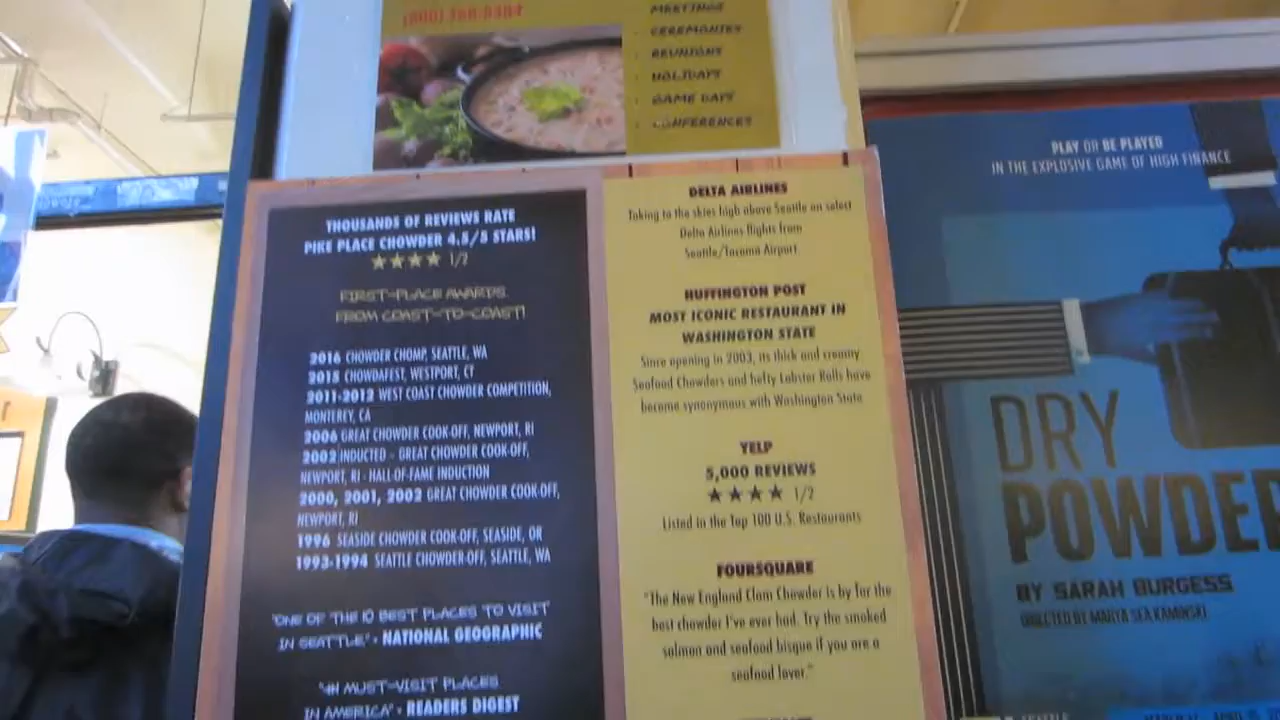 MEETINGS
CEREMONIES
REUNIONS
HOLIDAYS
GAME DAYS
CONFERENCES
THOUSANDS OF REVIEWS RATE
PIKE PLACE CHOWDER 4.5/5 STARS!
★★★★ 1/2
FIRST-PLACE AWARDS
FROM COAST-TO-COAST!
2016 CHOWDER CHOMP, SEATTLE, WA
2015 CHOWDAFEST, WESTPORT, CT
2011-2012 WEST COAST CHOWDER COMPETITION,
MONTEREY, CA
2006 GREAT CHOWDER COOK-OFF, NEWPORT, RI
2002 INDUCTED - GREAT CHOWDER COOK-OFF,
NEWPORT, RI - HALL-OF-FAME INDUCTION
2000, 2001, 2002 GREAT CHOWDER COOK-OFF,
NEWPORT, RI
1996 SEASIDE CHOWDER COOK-OFF, SEASIDE, OR
1993-1994 SEATTLE CHOWDER-OFF, SEATTLE, WA
"ONE OF THE 10 BEST PLACES TO VISIT
IN SEATTLE" - NATIONAL GEOGRAPHIC
MUST-VISIT PLACES
IN AMERICA" - READERS DIGEST
DELTA AIRLINES
Taking to the skies high above Seattle on select
Delta Airlines flights from
Seattle/Tacoma Airport.
HUFFINGTON POST
MOST ICONIC RESTAURANT IN
WASHINGTON STATE
Since opening in 2003, its thick and creamy
Seafood Chowders and hefty Lobster Rolls have
become synonymous with Washington State
YELP
5,000 REVIEWS
★★★★ 1/2
Listed in the Top 100 U.S. Restaurants
FOURSQUARE
"The New England Clam Chowder is by far the
best chowder I've ever had. Try the smoked
salmon and seafood bisque if you are a
seafood lover."
PLAY OR BE PLAYED
IN THE EXPLOSIVE GAME OF HIGH FINANCE
DRY
POWDER
BY SARAH BURGESS
DIRECTED BY MARYA SEA KAMINSKI